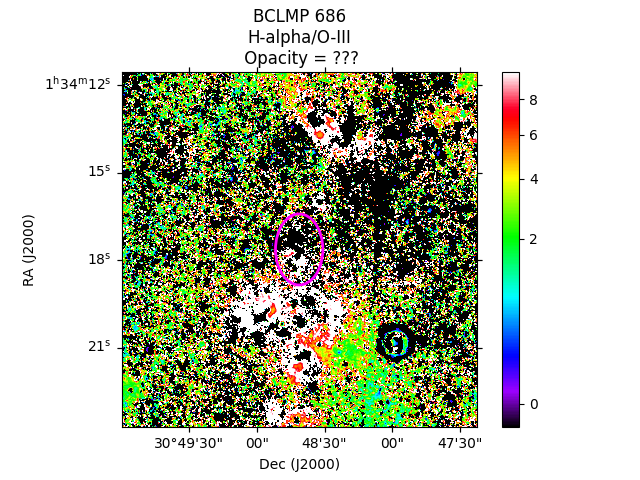 BCLMP 686
H-alpha/O-III
Opacity = ???
1ʰ34ᵐ12ˢ
15ˢ
18ˢ
21ˢ
RA (J2000)
30°49'30" 00" 48'30" 00" 47'30"
Dec (J2000)
8
6
4
2
0